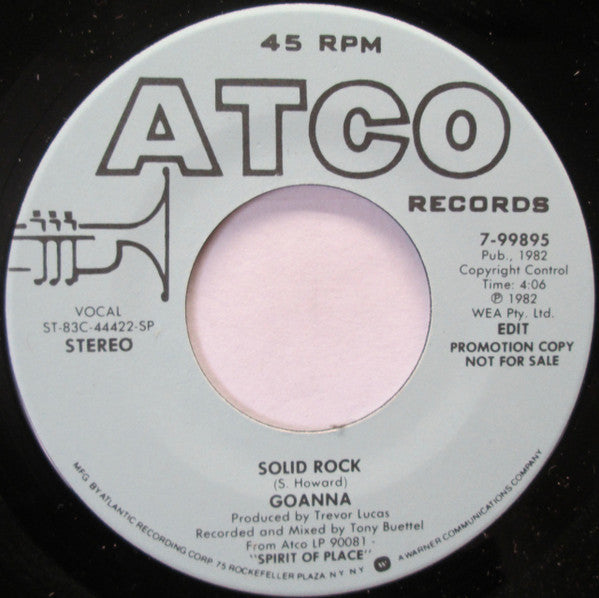 45 RPM
ATCO
RECORDS
7-99895
Pub., 1982
Copyright Control
Time: 4:06
℗ 1982
WEA Pty. Ltd.
EDIT
PROMOTION COPY
NOT FOR SALE
VOCAL
ST-83C-44422-SP
STEREO
SOLID ROCK
(S. Howard)
GOANNA
Produced by Trevor Lucas
Recorded and Mixed by Tony Buettel
From Atco LP 90081 -
"SPIRIT OF PLACE"
MFG BY ATLANTIC RECORDING CORP 75 ROCKEFELLER PLAZA N.Y. N.Y. W A WARNER COMMUNICATIONS COMPANY